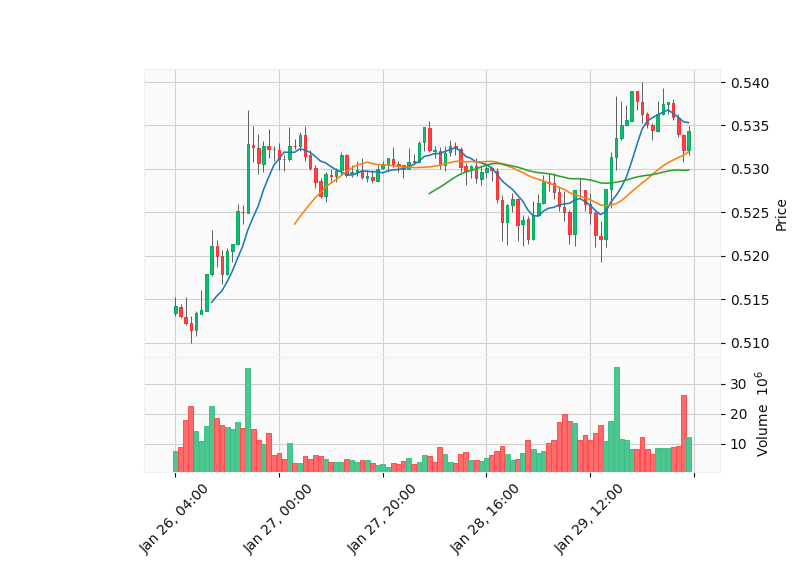 0.540
0.535
0.530
0.525
0.520
0.515
0.510
Price
30
20
10
Volume 10^6
Jan 26, 04:00
Jan 27, 00:00
Jan 27, 20:00
Jan 28, 16:00
Jan 29, 12:00